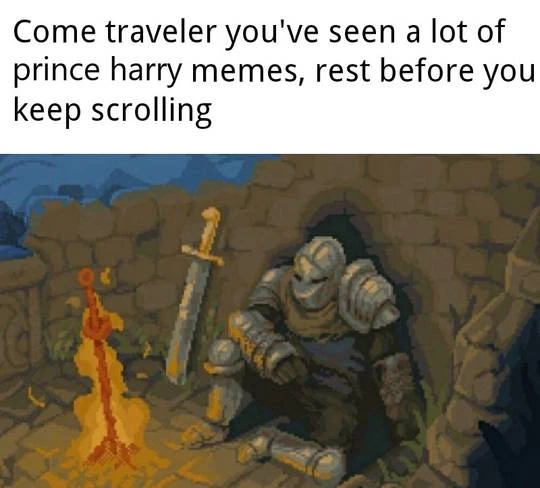 Come traveler you've seen a lot of
prince harry memes, rest before you
keep scrolling